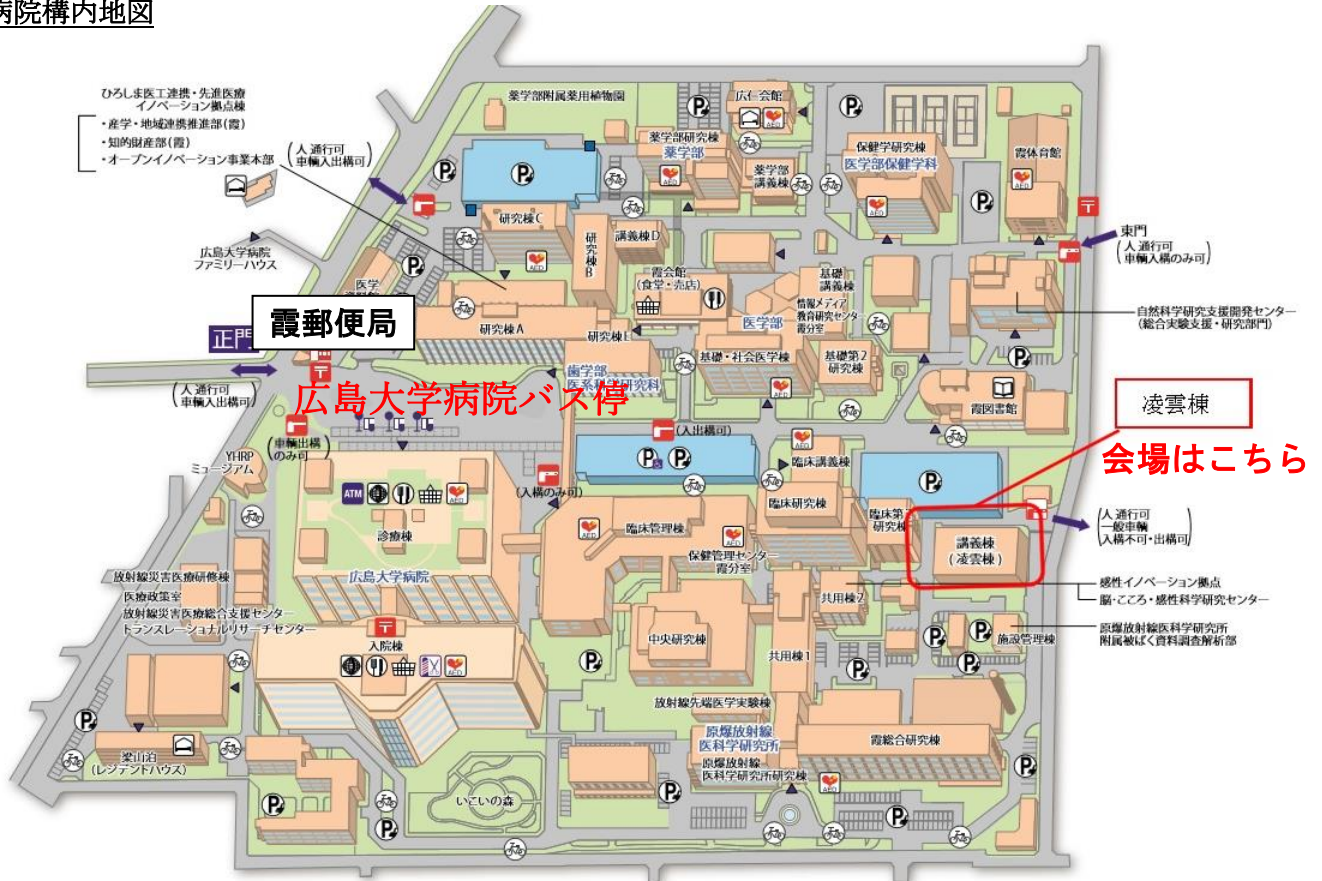 病院構内地図
ひろしま医工連携・先進医療
イノベーション拠点棟
・産学・地域連携推進部(霞)
・知的財産部(霞)
・オープンイノベーション事業本部
(人 通行可
車輌入出構可)
薬学部附属薬用植物園
広仁会館
AED
薬学部研究棟
薬学部
AED
薬学部
講義棟
保健学研究棟
医学部保健学科
AED
霞体育館
AED
東門
(人 通行可
車輌入構のみ可)
広島大学病院
ファミリーハウス
研究棟C
AED
研究棟B
講義棟D
霞会館
(食堂・売店)
基礎
講義棟
情報メディア
教育研究センター
霞分室
医学部
自然科学研究支援開発センター
(総合実験支援・研究部門)
医学
霞郵便局
正門
研究棟A
研究棟E
歯学部
医系科学研究科
基礎・社会医学棟
AED
基礎第2
研究棟
霞図書館
(人 通行可
車輌入出構可)
広島大学病院バス停
凌雲棟
会場はこちら
(車輌出構
のみ可)
YHRP
ミュージアム
(入出構可)
(入構のみ可)
AED
臨床講義棟
ATM
AED
診療棟
広島大学病院
AED
臨床管理棟
AED
保健管理センター
霞分室
臨床研究棟
臨床第2
研究棟
講義棟
(凌雲棟)
(人 通行可
一般車輌
入構不可・出構可)
放射線災害医療研修棟
医療政策室
放射線災害医療総合支援センター
トランスレーショナルリサーチセンター
感性イノベーション拠点
脳・こころ・感性科学研究センター
共用棟2
入院棟
AED
中央研究棟
共用棟1
施設管理棟
原爆放射線医科学研究所
附属被ばく資料調査解析部
放射線先端医学実験棟
原爆放射線
医科学研究所
原爆放射線
医科学研究所研究棟
AED
霞総合研究棟
梁山泊
(レジデントハウス)
いこいの森